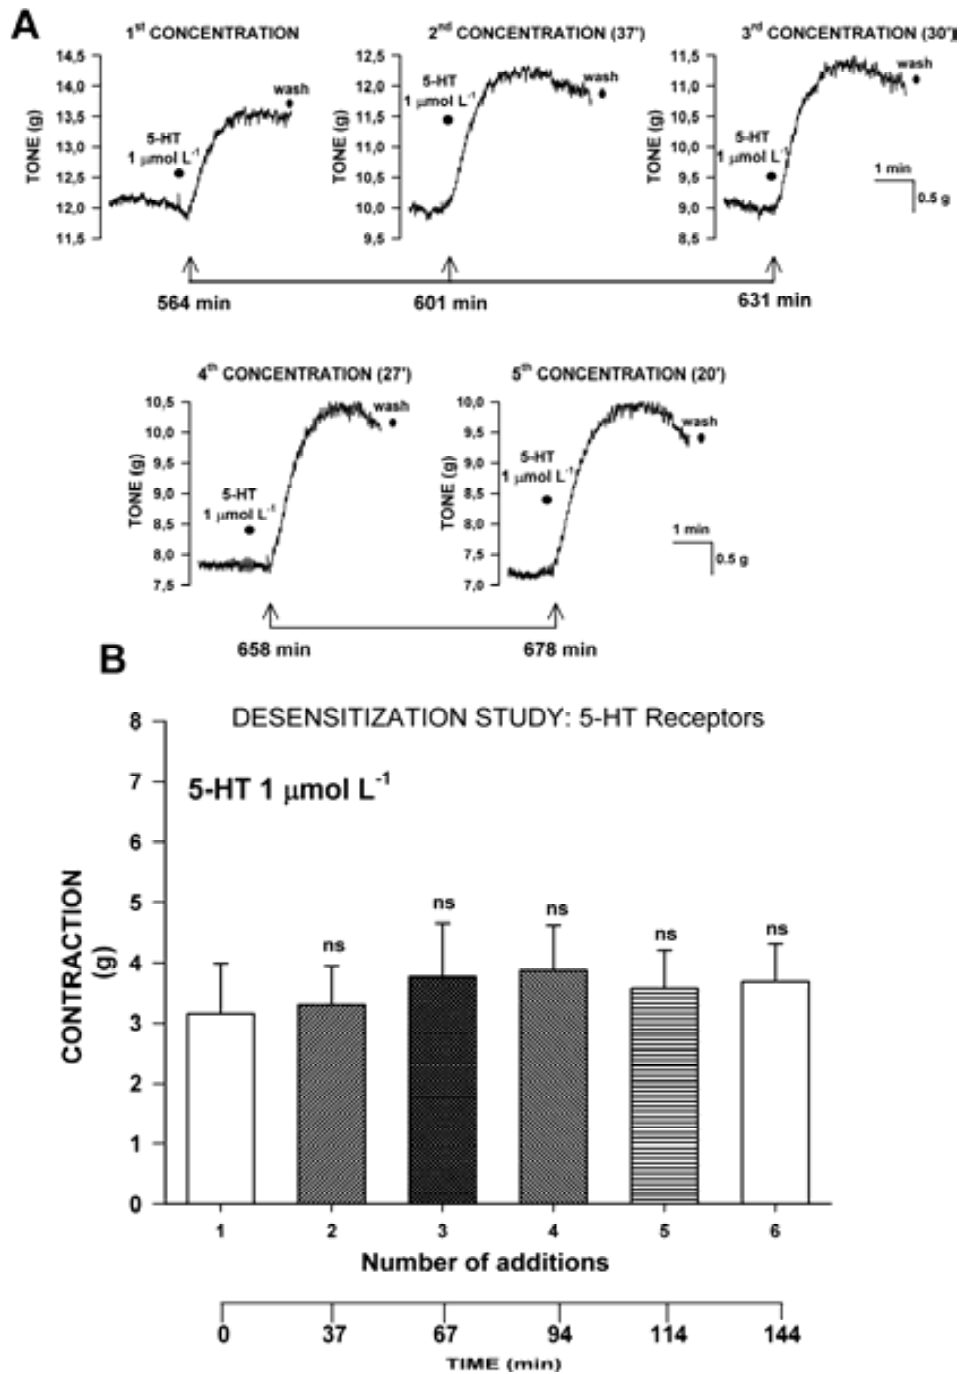 A
1st CONCENTRATION
2nd CONCENTRATION (37')
3rd CONCENTRATION (30')
TONE (g)
14,5
14,0
13,5
13,0
12,5
12,0
11,5
5-HT
1 μmol L-1
wash
TONE (g)
12,5
12,0
11,5
11,0
10,5
10,0
9,5
5-HT
1 μmol L-1
wash
TONE (g)
11,5
11,0
10,5
10,0
9,5
9,0
8,5
5-HT
1 μmol L-1
wash
1 min
0.5 g
564 min
601 min
631 min
4th CONCENTRATION (27')
5th CONCENTRATION (20')
TONE (g)
10,5
10,0
9,5
9,0
8,5
8,0
7,5
5-HT
1 μmol L-1
wash
TONE (g)
10,0
9,5
9,0
8,5
8,0
7,5
7,0
5-HT
1 μmol L-1
wash
1 min
0.5 g
658 min
678 min
B
DESENSITIZATION STUDY: 5-HT Receptors
5-HT 1 μmol L-1
CONTRACTION
(g)
8
7
6
5
4
3
2
1
0
ns
ns
ns
ns
ns
1 2 3 4 5 6
Number of additions
0 37 67 94 114 144
TIME (min)